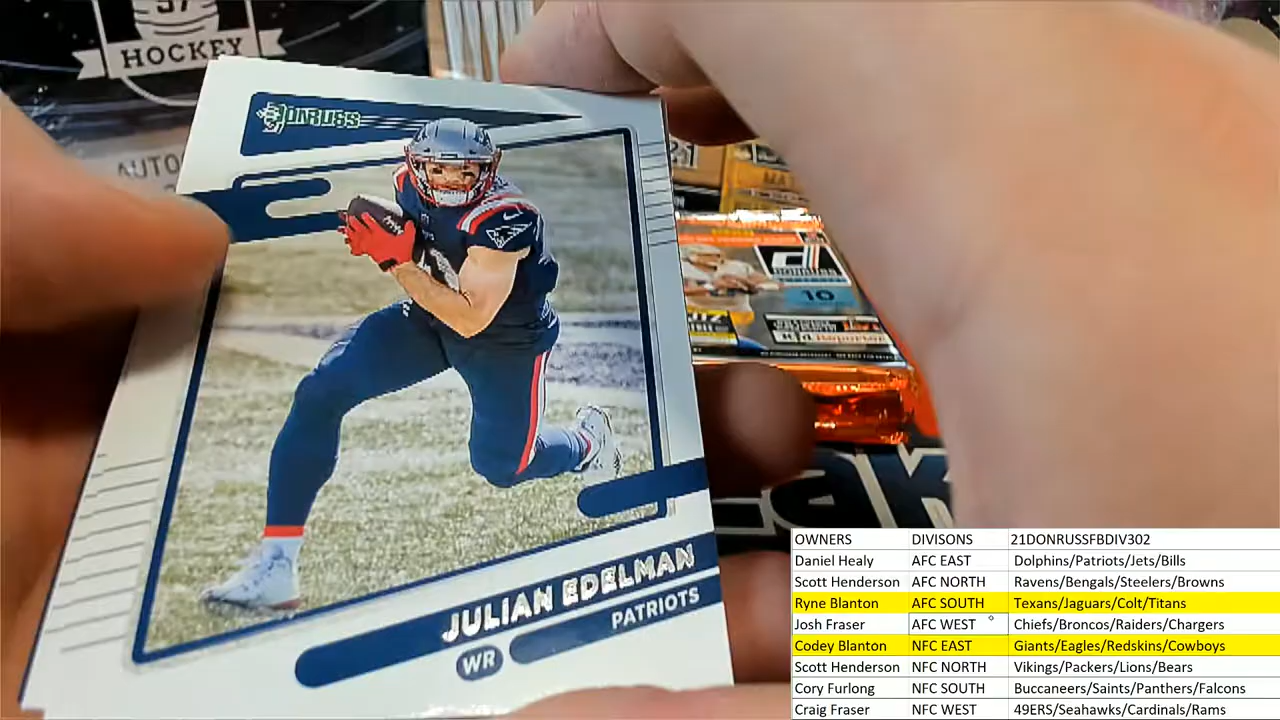 HOCKEY
AUTO
DONRUSS
21
DONRUSS
10
JULIAN EDELMAN
PATRIOTS
WR
OWNERS DIVISONS 21DONRUSSFBDIV302
Daniel Healy AFC EAST Dolphins/Patriots/Jets/Bills
Scott Henderson AFC NORTH Ravens/Bengals/Steelers/Browns
Ryne Blanton AFC SOUTH Texans/Jaguars/Colt/Titans
Josh Fraser AFC WEST Chiefs/Broncos/Raiders/Chargers
Codey Blanton NFC EAST Giants/Eagles/Redskins/Cowboys
Scott Henderson NFC NORTH Vikings/Packers/Lions/Bears
Cory Furlong NFC SOUTH Buccaneers/Saints/Panthers/Falcons
Craig Fraser NFC WEST 49ERS/Seahawks/Cardinals/Rams